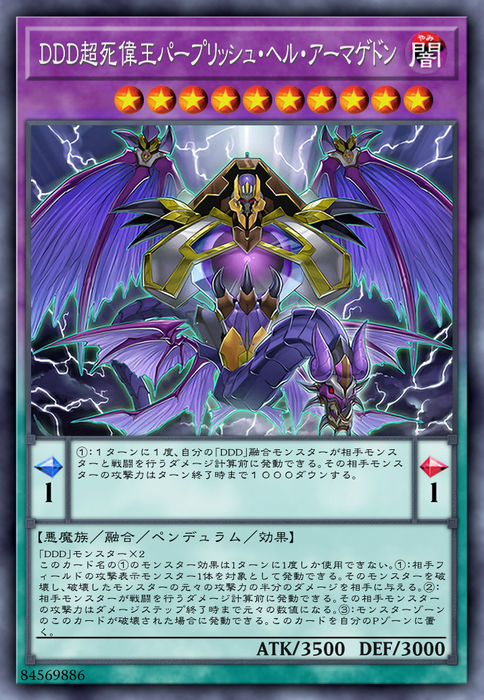 DDD超死偉王パープリッシュ・ヘル・アーマゲドン
やみ
闇
①:1ターンに1度、自分の「DDD」融合モンスターが相手モンス
ターと戦闘を行うダメージ計算前に発動できる。その相手モンス
ターの攻撃力はターン終了時まで1000ダウンする。
1
1
【悪魔族/融合/ペンデュラム/効果】
「DDD」モンスター×2
このカード名の①のモンスター効果は1ターンに1度しか使用できない。①:相手フ
ィールドの攻撃表示モンスター1体を対象として発動できる。そのモンスターを破
壊し、破壊したモンスターの元々の攻撃力の半分のダメージを相手に与える。②:
相手モンスターが戦闘を行うダメージ計算前に発動できる。その相手モンスター
の攻撃力はダメージステップ終了時まで元々の数値になる。③:モンスターゾーン
のこのカードが破壊された場合に発動できる。このカードを自分のPゾーンに置
く。
ATK/3500 DEF/3000
84569886